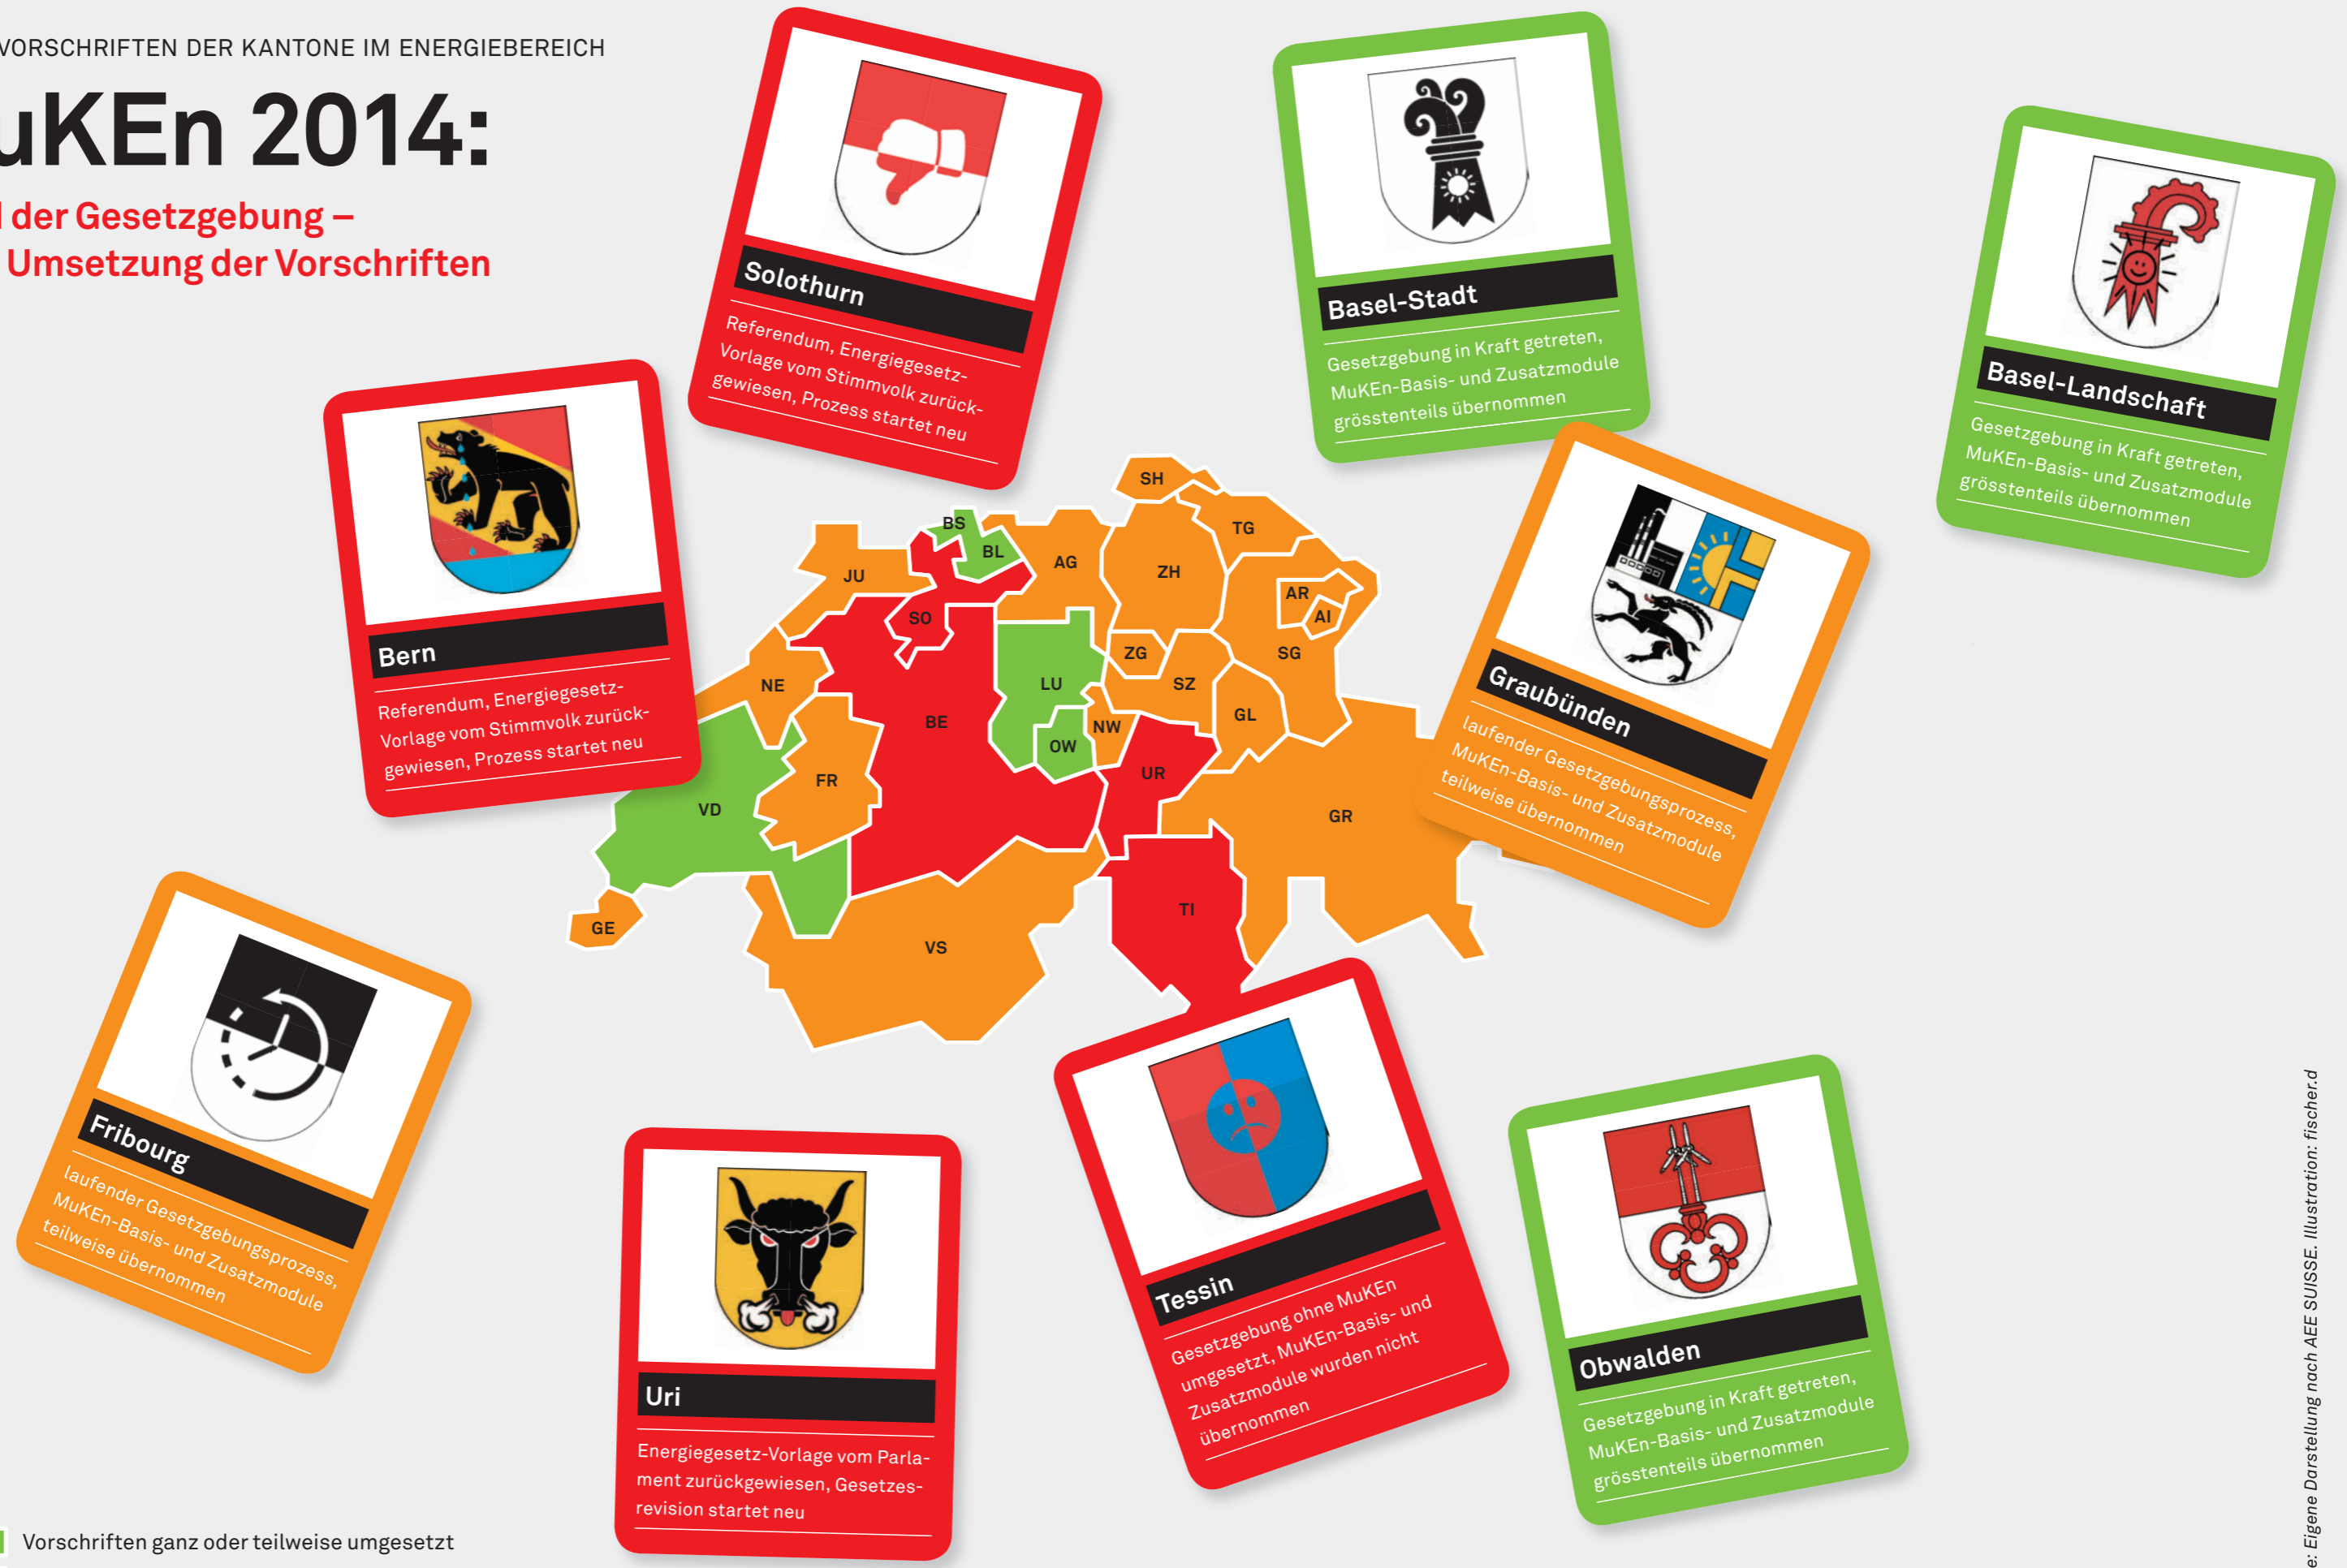 VORSCHRIFTEN DER KANTONE IM ENERGIEBEREICH
uKEn 2014:
der Gesetzgebung –
Umsetzung der Vorschriften
Solothurn
Referendum, Energiegesetz-
Vorlage vom Stimmvolk zurück-
gewiesen, Prozess startet neu
Basel-Stadt
Gesetzgebung in Kraft getreten,
MuKEn-Basis- und Zusatzmodule
grösstenteils übernommen
Basel-Landschaft
Gesetzgebung in Kraft getreten,
MuKEn-Basis- und Zusatzmodule
grösstenteils übernommen
Bern
Referendum, Energiegesetz-
Vorlage vom Stimmvolk zurück-
gewiesen, Prozess startet neu
Graubünden
laufender Gesetzgebungsprozess,
MuKEn-Basis- und Zusatzmodule
teilweise übernommen
SH
BS
BL
TG
AG
ZH
JU
AR
AI
SO
ZG
SG
NE
LU
SZ
BE
NW
GL
OW
UR
FR
VD
GR
TI
GE
VS
Fribourg
laufender Gesetzgebungsprozess,
MuKEn-Basis- und Zusatzmodule
teilweise übernommen
Uri
Energiegesetz-Vorlage vom Parla-
ment zurückgewiesen, Gesetzes-
revision startet neu
Tessin
Gesetzgebung ohne MuKEn
umgesetzt, MuKEn-Basis- und
Zusatzmodule wurden nicht
übernommen
Obwalden
Gesetzgebung in Kraft getreten,
MuKEn-Basis- und Zusatzmodule
grösstenteils übernommen
Vorschriften ganz oder teilweise umgesetzt
e: Eigene Darstellung nach AEE SUISSE. Illustration: fischer.d